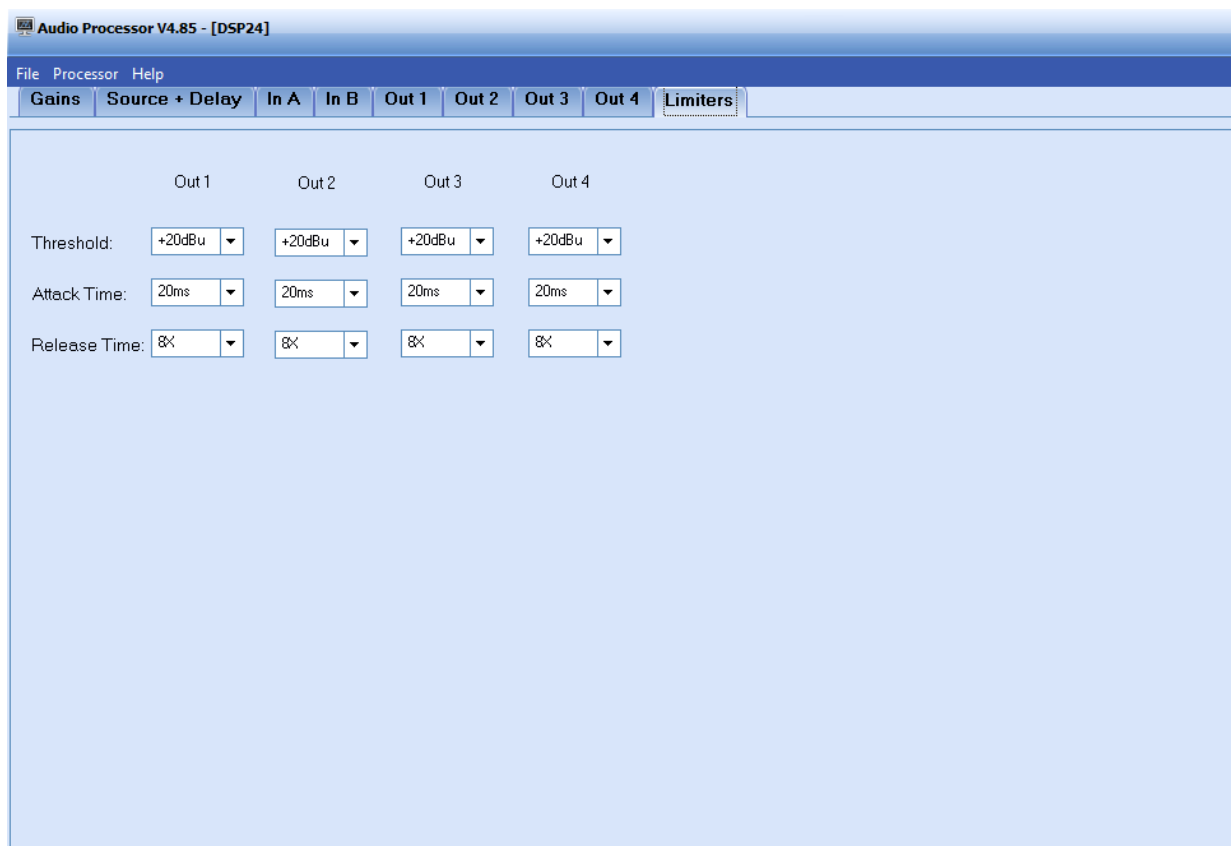 Audio Processor V4.85 - [DSP24]
File Processor Help
Gains Source + Delay In A In B Out 1 Out 2 Out 3 Out 4 Limiters
Out 1 Out 2 Out 3 Out 4
Threshold: +20dBu +20dBu +20dBu +20dBu
Attack Time: 20ms 20ms 20ms 20ms
Release Time: 8X 8X 8X 8X